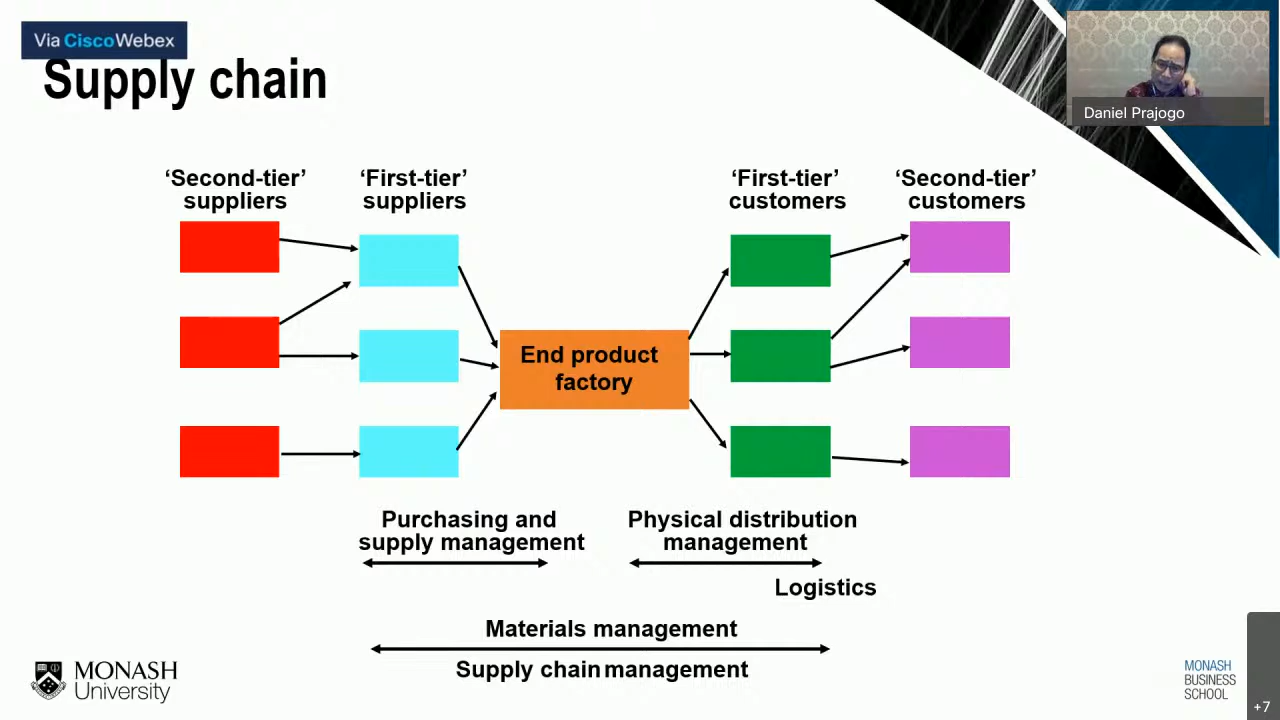 Via Cisco Webex
Supply chain
Daniel Prajogo
‘Second-tier’
suppliers
‘First-tier’
suppliers
‘First-tier’
customers
‘Second-tier’
customers
End product
factory
Purchasing and
supply management
Physical distribution
management
Logistics
Materials management
Supply chain management
MONASH
University
MONASH
BUSINESS
SCHOOL
+7